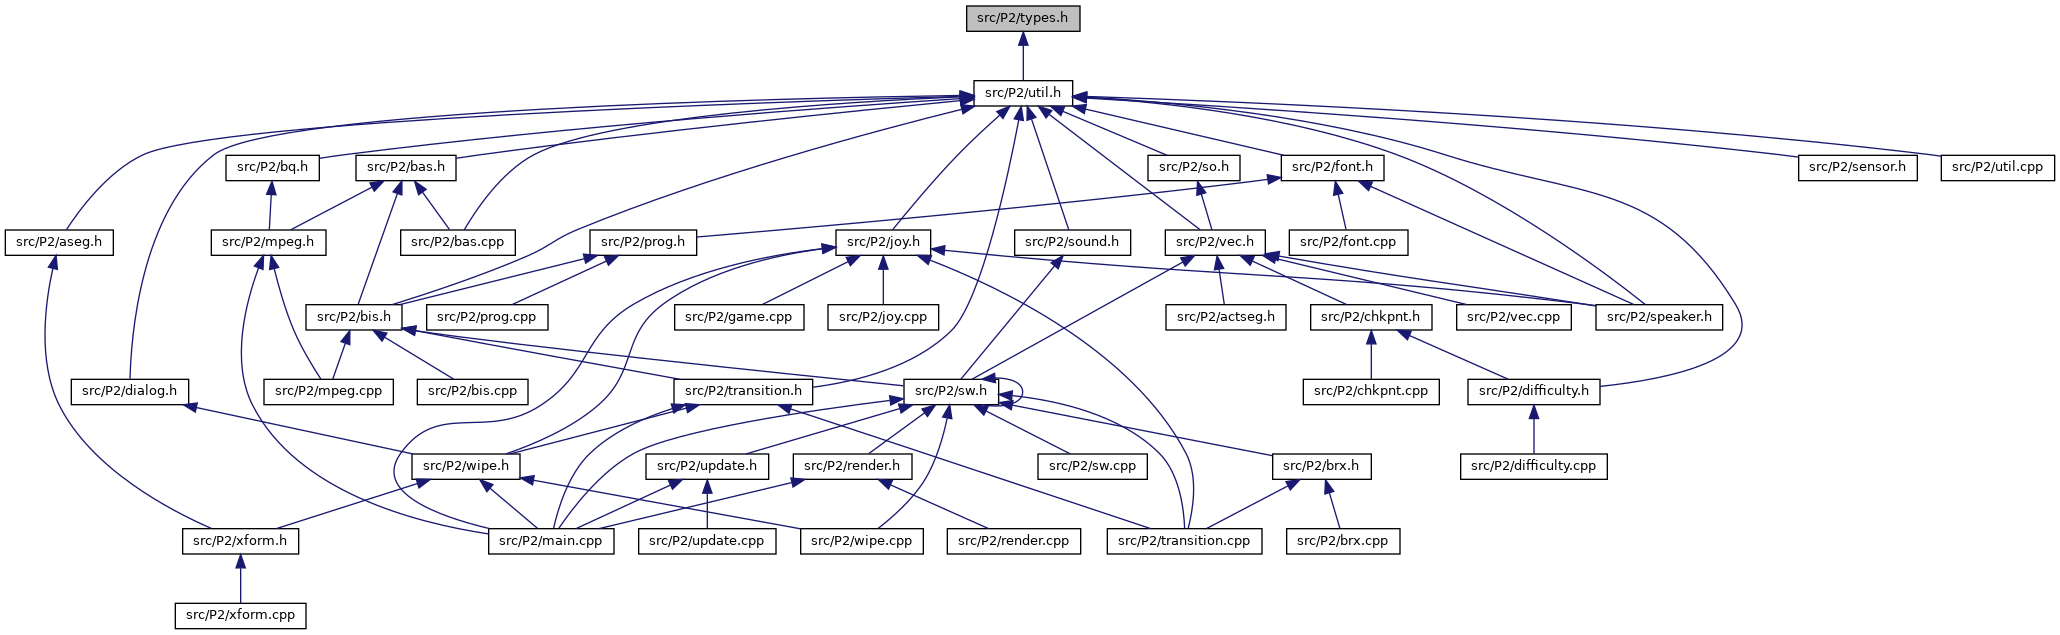 src/P2/types.h
src/P2/util.h
src/P2/bq.h
src/P2/bas.h
src/P2/so.h
src/P2/font.h
src/P2/sensor.h
src/P2/util.cpp
src/P2/aseg.h
src/P2/mpeg.h
src/P2/bas.cpp
src/P2/prog.h
src/P2/joy.h
src/P2/sound.h
src/P2/vec.h
src/P2/font.cpp
src/P2/bis.h
src/P2/prog.cpp
src/P2/game.cpp
src/P2/joy.cpp
src/P2/actseg.h
src/P2/chkpnt.h
src/P2/vec.cpp
src/P2/speaker.h
src/P2/dialog.h
src/P2/mpeg.cpp
src/P2/bis.cpp
src/P2/transition.h
src/P2/sw.h
src/P2/chkpnt.cpp
src/P2/difficulty.h
src/P2/wipe.h
src/P2/update.h
src/P2/render.h
src/P2/sw.cpp
src/P2/brx.h
src/P2/difficulty.cpp
src/P2/xform.h
src/P2/main.cpp
src/P2/update.cpp
src/P2/wipe.cpp
src/P2/render.cpp
src/P2/transition.cpp
src/P2/brx.cpp
src/P2/xform.cpp